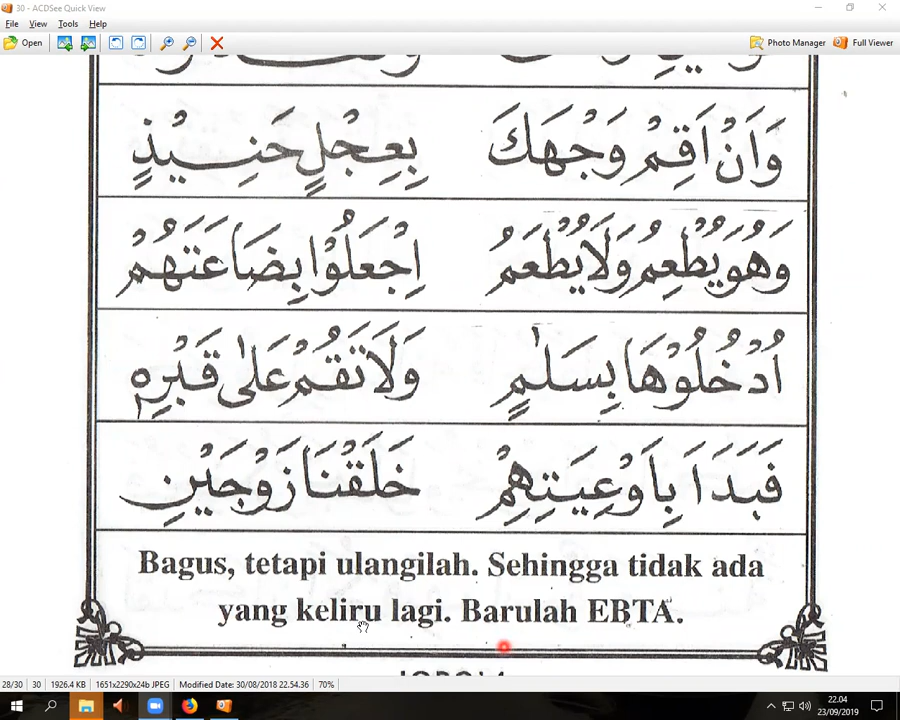 30 - ACDSee Quick View
File View Tools Help
Open Photo Manager Full Viewer
وَاَنْ اَقِمْ وَجْهَكَ بِعِجْلٍ حَنِيْذٍ
وَهُوَ يُطْعِمُ وَلَا يُطْعَمُ اِجْعَلُوْا بِضَاعَتَهُمْ
اُدْخُلُوْهَا بِسَلٰمٍ وَلَا تَقُمْ عَلٰى قَبْرِهٖ
فَبَدَاَ بِاَوْعِيَتِهِمْ خَلَقْنَا زَوْجَيْنِ
Bagus, tetapi ulangilah. Sehingga tidak ada
yang keliru lagi. Barulah EBTA.
28/30 30 1926.4 KB 1651x2290x24b JPEG Modified Date: 30/08/2018 22.54.36 70%
22.04
23/09/2019